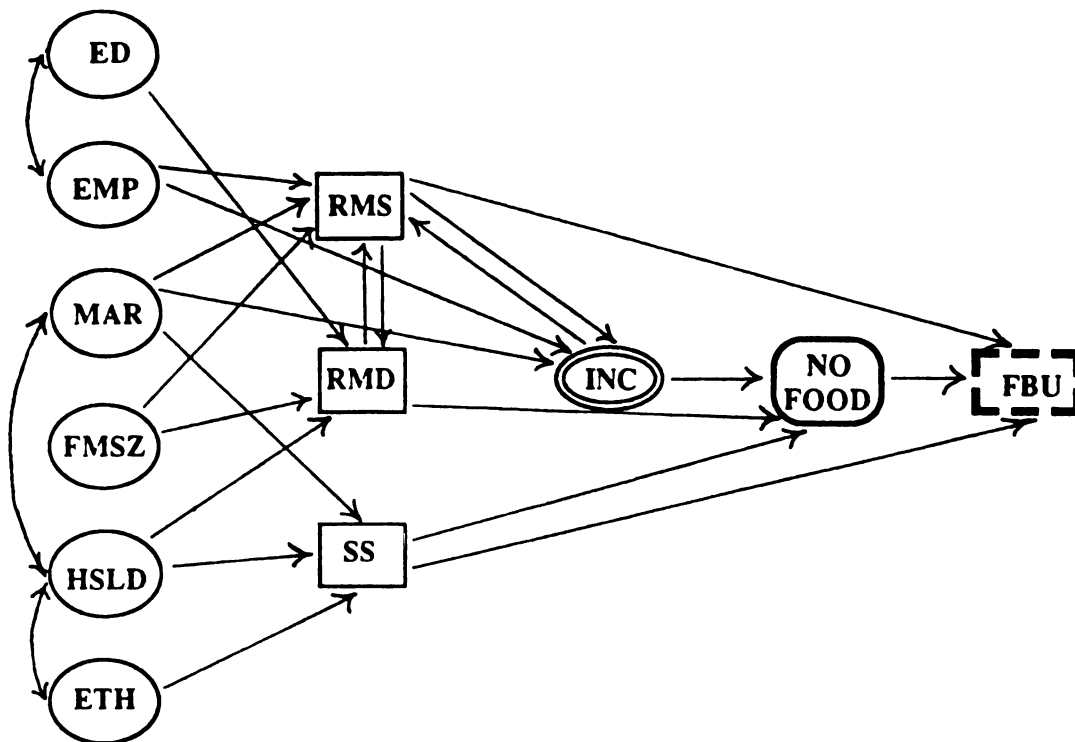 ED
EMP
MAR
FMSZ
HSLD
ETH
RMS
RMD
SS
INC
NO
FOOD
FBU